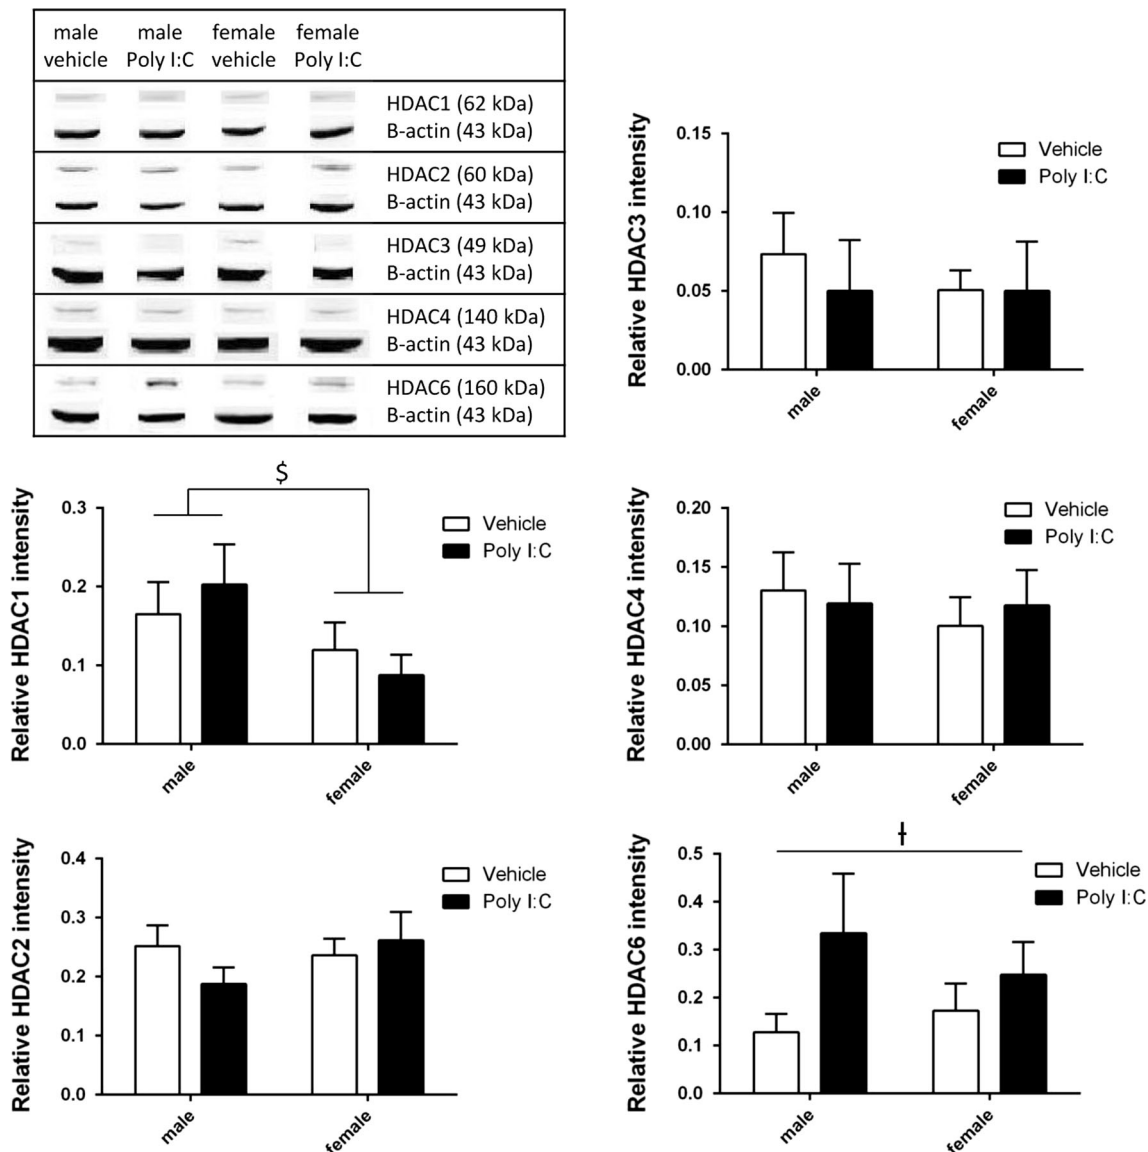 male male female female
vehicle Poly I:C vehicle Poly I:C
HDAC1 (62 kDa)
B-actin (43 kDa)
HDAC2 (60 kDa)
B-actin (43 kDa)
HDAC3 (49 kDa)
B-actin (43 kDa)
HDAC4 (140 kDa)
B-actin (43 kDa)
HDAC6 (160 kDa)
B-actin (43 kDa)
Relative HDAC3 intensity
0.15
0.10
0.05
0.00
Vehicle
Poly I:C
male
female
Relative HDAC1 intensity
0.3
0.2
0.1
0.0
$
Vehicle
Poly I:C
male
female
Relative HDAC4 intensity
0.20
0.15
0.10
0.05
0.00
Vehicle
Poly I:C
male
female
Relative HDAC2 intensity
0.4
0.3
0.2
0.1
0.0
Vehicle
Poly I:C
male
female
Relative HDAC6 intensity
0.5
0.4
0.3
0.2
0.1
0.0
ƚ
Vehicle
Poly I:C
male
female